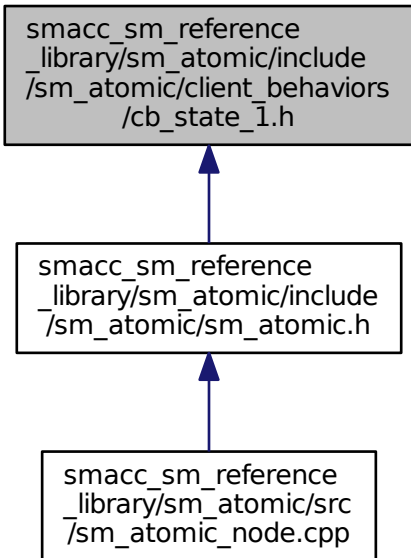 smacc_sm_reference
_library/sm_atomic/include
/sm_atomic/client_behaviors
/cb_state_1.h
smacc_sm_reference
_library/sm_atomic/include
/sm_atomic/sm_atomic.h
smacc_sm_reference
_library/sm_atomic/src
/sm_atomic_node.cpp